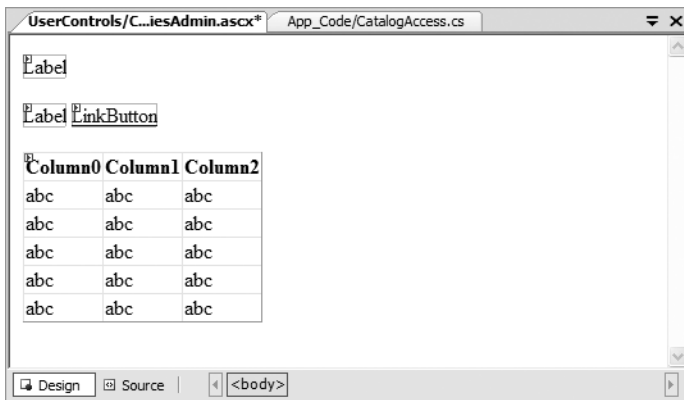 UserControls/C...iesAdmin.ascx* App_Code/CatalogAccess.cs
Label
Label LinkButton
Column0 Column1 Column2
abc abc abc
abc abc abc
abc abc abc
abc abc abc
abc abc abc
Design Source <body>